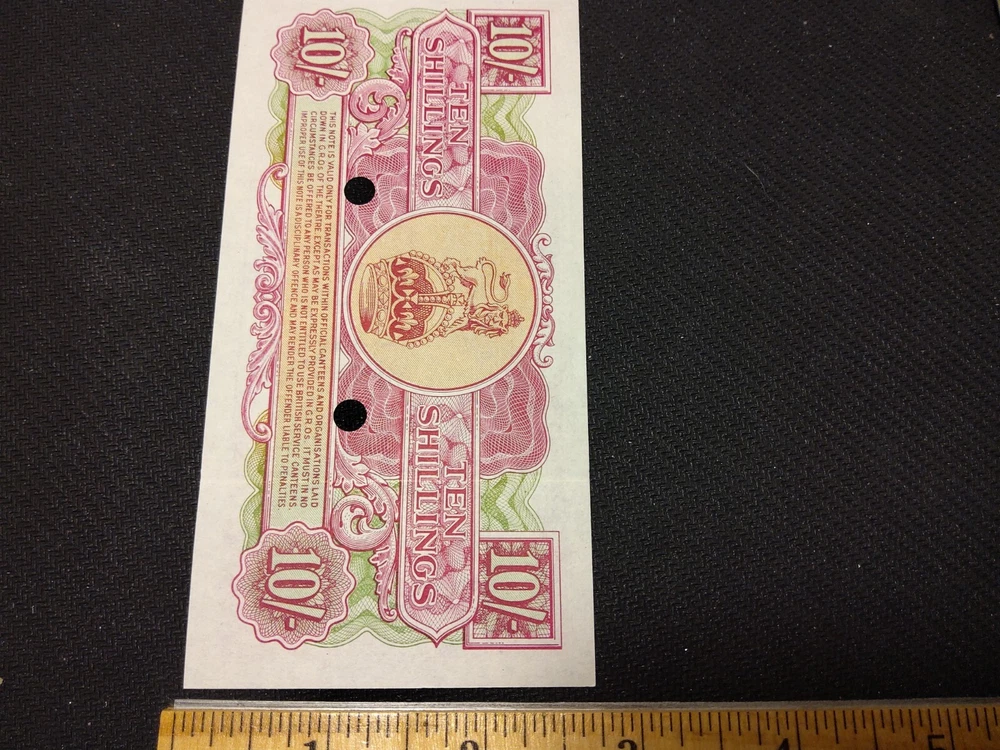 10/-
10/-
TEN
SHILLINGS
TEN
SHILLINGS
10/-
10/-
THIS NOTE IS VALID ONLY FOR TRANSACTIONS WITHIN OFFICIAL CANTEENS AND ORGANISATIONS LAID
DOWN IN G.R.Os OF THE THEATRE. EXCEPT AS MAY BE EXPRESSLY PROVIDED IN G.R.Os. IT MUST IN NO
CIRCUMSTANCES BE OFFERED TO ANY PERSON WHO IS NOT ENTITLED TO USE BRITISH SERVICE CANTEENS.
IMPROPER USE OF THIS NOTE IS A DISCIPLINARY OFFENCE AND MAY RENDER THE OFFENDER LIABLE TO PENALTIES.
1 2 3 4 5